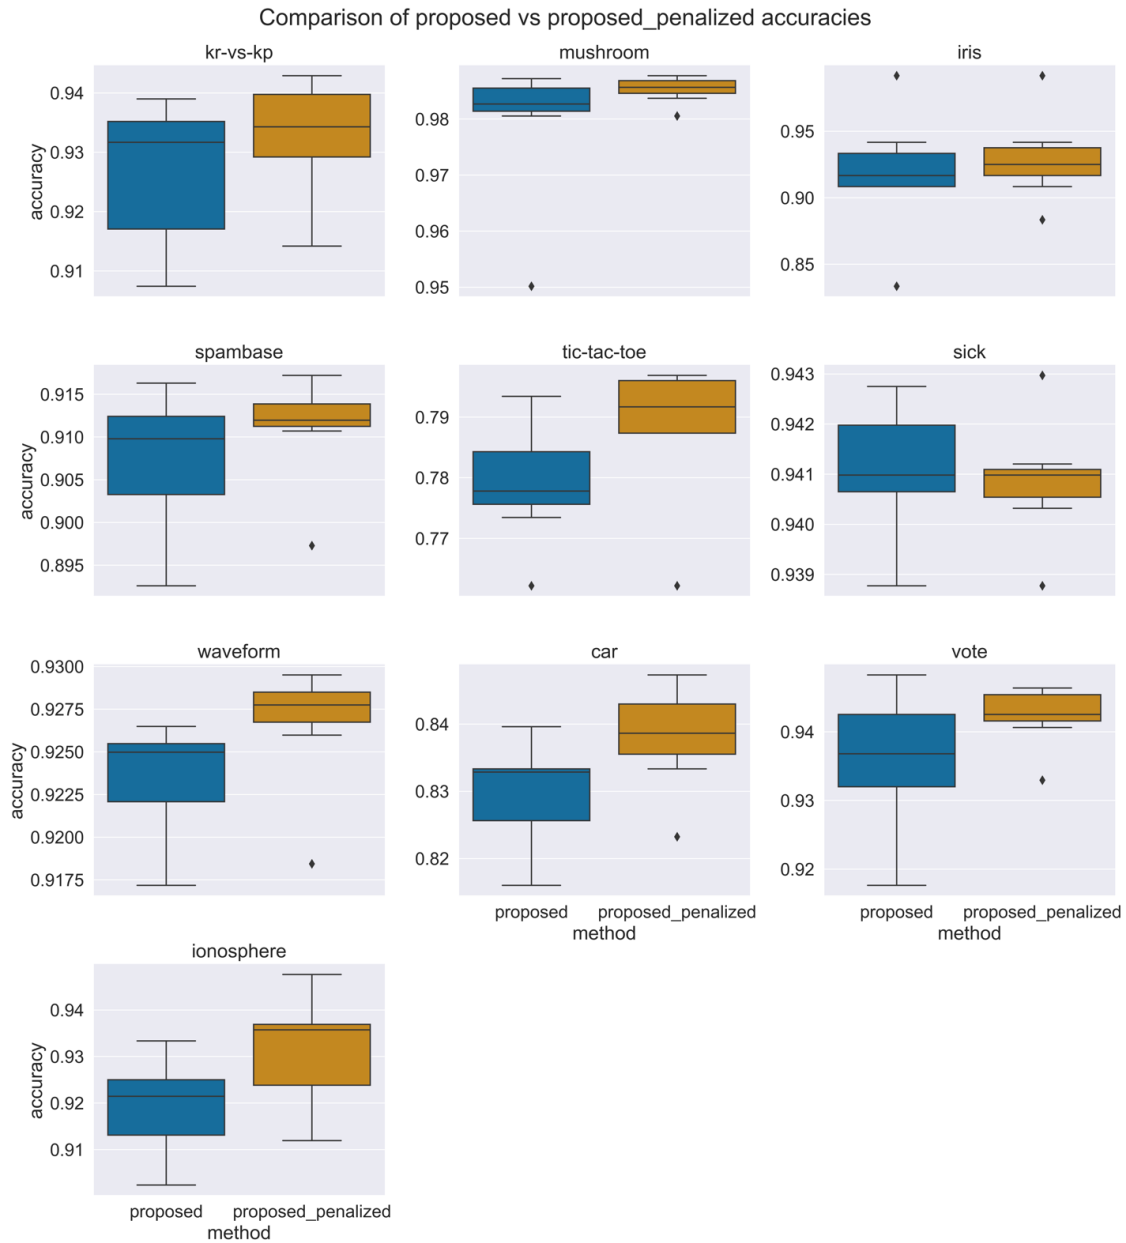 Comparison of proposed vs proposed_penalized accuracies
kr-vs-kp
0.94
0.93
0.92
0.91
accuracy
mushroom
0.98
0.97
0.96
0.95
iris
0.95
0.90
0.85
spambase
0.915
0.910
0.905
0.900
0.895
accuracy
tic-tac-toe
0.79
0.78
0.77
sick
0.943
0.942
0.941
0.940
0.939
waveform
0.9300
0.9275
0.9250
0.9225
0.9200
0.9175
accuracy
car
0.84
0.83
0.82
proposed proposed_penalized
method
vote
0.94
0.93
0.92
proposed proposed_penalized
method
ionosphere
0.94
0.93
0.92
0.91
accuracy
proposed proposed_penalized
method